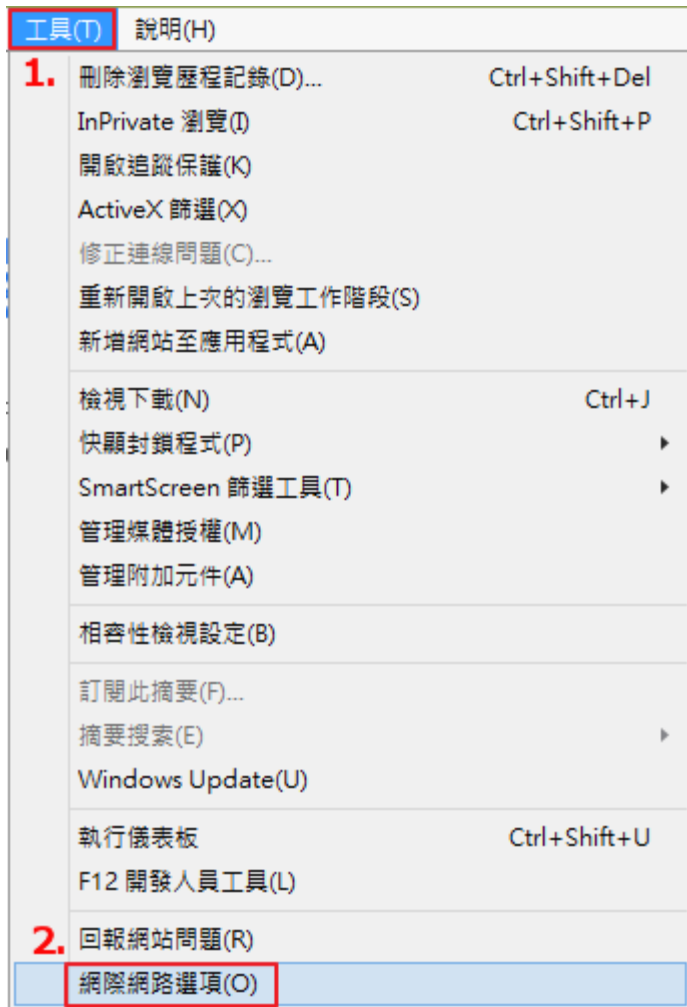 工具(T) 說明(H)
1.
刪除瀏覽歷程記錄(D)... Ctrl+Shift+Del
InPrivate 瀏覽(I) Ctrl+Shift+P
開啟追蹤保護(K)
ActiveX 篩選(X)
修正連線問題(C)...
重新開啟上次的瀏覽工作階段(S)
新增網站至應用程式(A)
檢視下載(N) Ctrl+J
快顯封鎖程式(P)
SmartScreen 篩選工具(T)
管理媒體授權(M)
管理附加元件(A)
相容性檢視設定(B)
訂閱此摘要(F)...
摘要搜索(E)
Windows Update(U)
執行儀表板 Ctrl+Shift+U
F12 開發人員工具(L)
2. 回報網站問題(R)
網際網路選項(O)